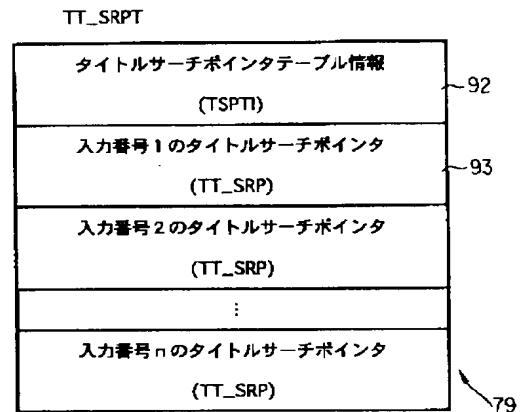 TT_SRPT
タイトルサーチポインタテーブル情報
(TSPTI)
92
入力番号1のタイトルサーチポインタ
(TT_SRP)
93
入力番号2のタイトルサーチポインタ
(TT_SRP)
⋮
入力番号nのタイトルサーチポインタ
(TT_SRP)
79